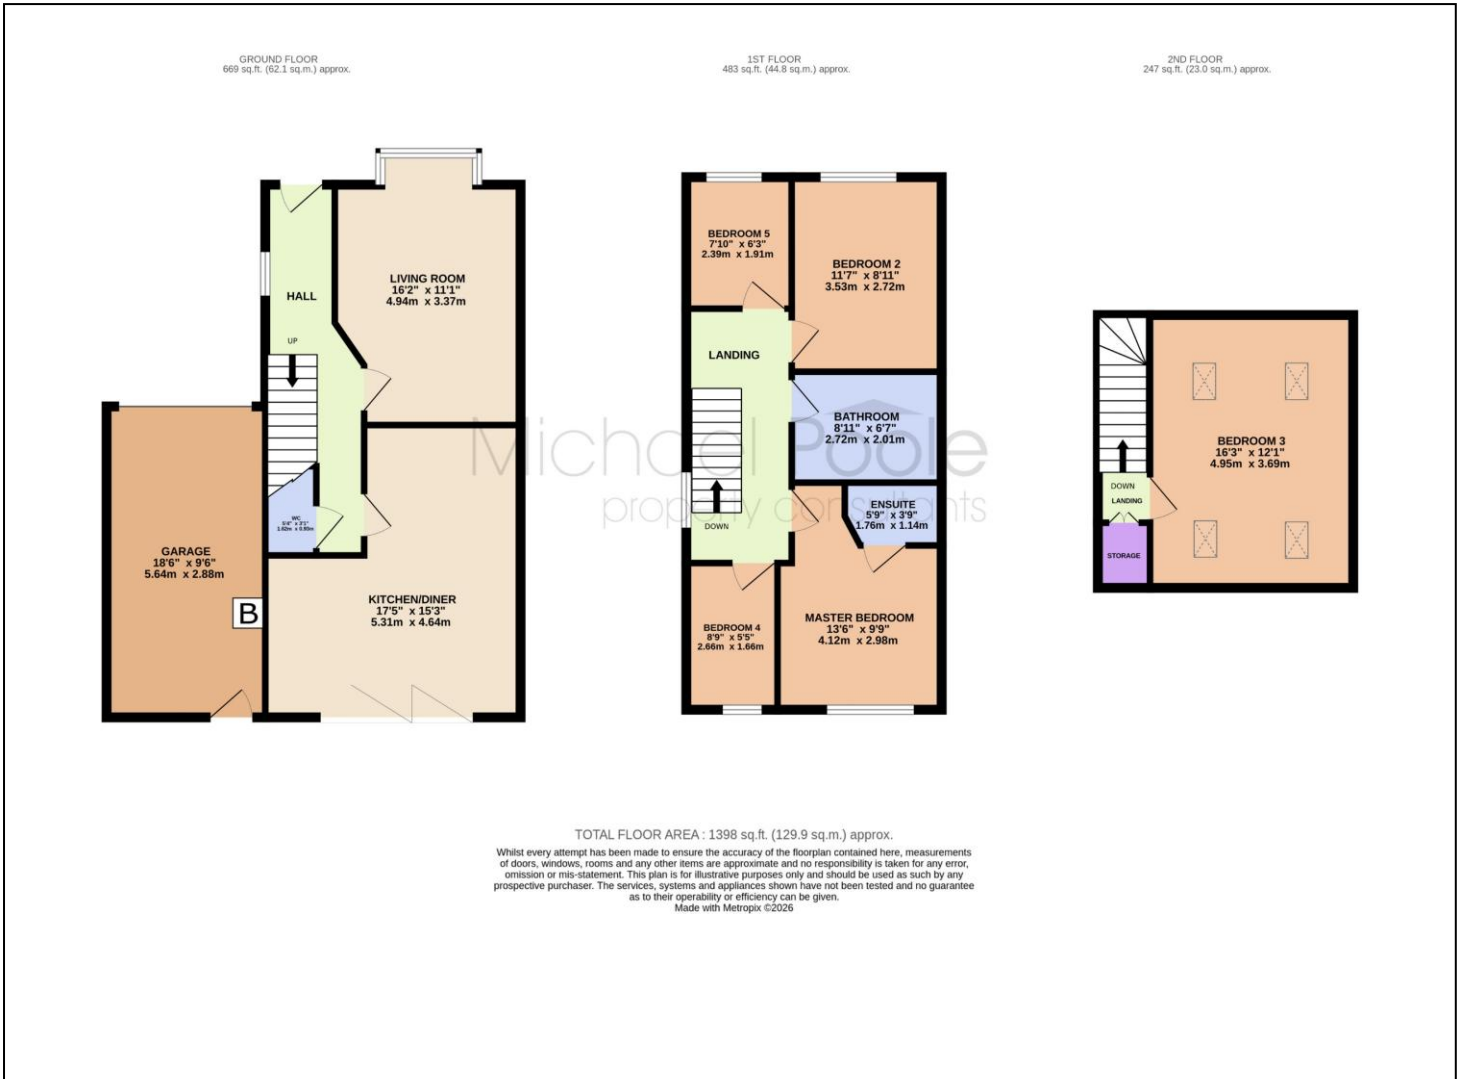 GROUND FLOOR
669 sq.ft. (62.1 sq.m.) approx.
1ST FLOOR
483 sq.ft. (44.8 sq.m.) approx.
2ND FLOOR
247 sq.ft. (23.0 sq.m.) approx.
LIVING ROOM
16'2" x 11'1"
4.94m x 3.37m
HALL
UP
WC
GARAGE
18'6" x 9'6"
5.64m x 2.88m
B
KITCHEN/DINER
17'5" x 15'3"
5.31m x 4.64m
BEDROOM 5
7'10" x 6'3"
2.39m x 1.91m
BEDROOM 2
11'7" x 8'11"
3.53m x 2.72m
LANDING
BATHROOM
8'11" x 6'7"
2.72m x 2.01m
ENSUITE
5'9" x 3'9"
1.76m x 1.14m
DOWN
MASTER BEDROOM
13'6" x 9'9"
4.12m x 2.98m
BEDROOM 4
8'9" x 5'5"
2.66m x 1.66m
BEDROOM 3
16'3" x 12'1"
4.95m x 3.69m
DOWN
LANDING
STORAGE
Michael Poole
property consultants
TOTAL FLOOR AREA : 1398 sq.ft. (129.9 sq.m.) approx.
Whilst every attempt has been made to ensure the accuracy of the floorplan contained here, measurements
of doors, windows, rooms and any other items are approximate and no responsibility is taken for any error,
omission or mis-statement. This plan is for illustrative purposes only and should be used as such by any
prospective purchaser. The services, systems and appliances shown have not been tested and no guarantee
as to their operability or efficiency can be given.
Made with Metropix ©2026